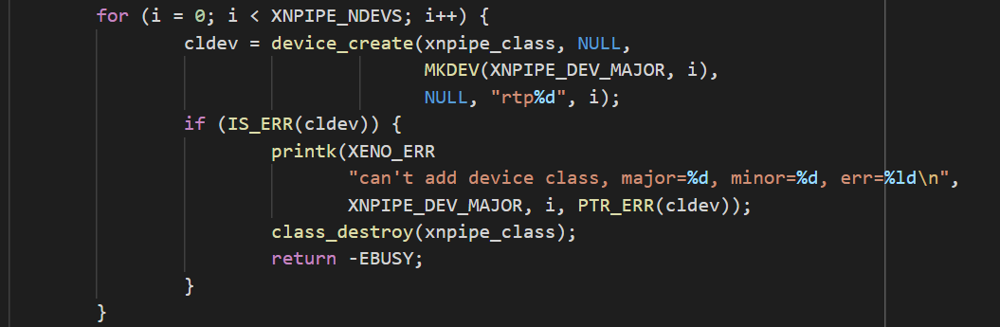 for (i = 0; i < XNPIPE_NDEVS; i++) {
cldev = device_create(xnpipe_class, NULL,
MKDEV(XNPIPE_DEV_MAJOR, i),
NULL, "rtp%d", i);
if (IS_ERR(cldev)) {
printk(XENO_ERR
"can't add device class, major=%d, minor=%d, err=%ld\n",
XNPIPE_DEV_MAJOR, i, PTR_ERR(cldev));
class_destroy(xnpipe_class);
return -EBUSY;
}
}